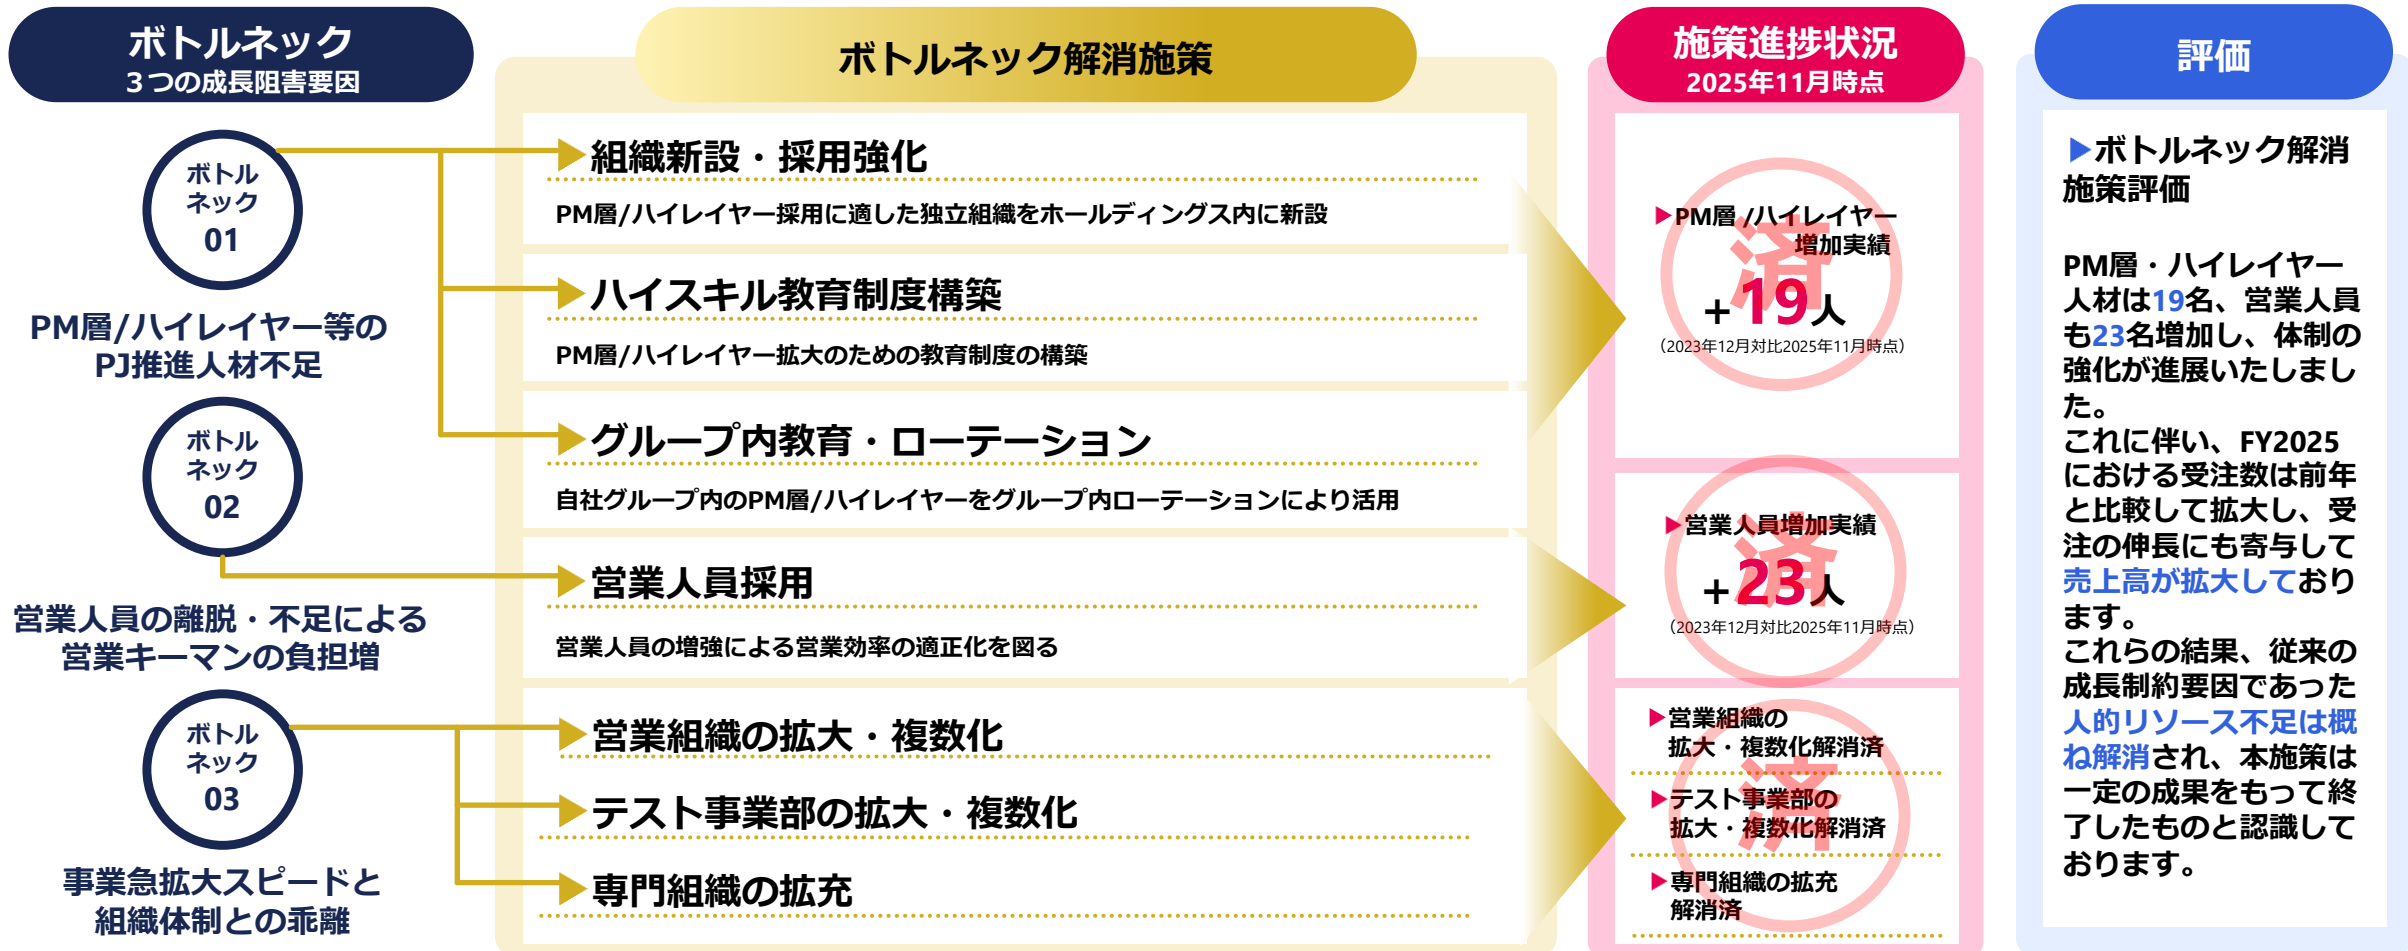 ボトルネック
３つの成長阻害要因
ボトルネック解消施策
施策進捗状況
2025年11月時点
評価
ボトル
ネック
01
PM層/ハイレイヤー等の
PJ推進人材不足
ボトル
ネック
02
営業人員の離脱・不足による
営業キーマンの負担増
ボトル
ネック
03
事業急拡大スピードと
組織体制との乖離
組織新設・採用強化
PM層/ハイレイヤー採用に適した独立組織をホールディングス内に新設
ハイスキル教育制度構築
PM層/ハイレイヤー拡大のための教育制度の構築
グループ内教育・ローテーション
自社グループ内のPM層/ハイレイヤーをグループ内ローテーションにより活用
営業人員採用
営業人員の増強による営業効率の適正化を図る
営業組織の拡大・複数化
テスト事業部の拡大・複数化
専門組織の拡充
▶PM層 /ハイレイヤー
増加実績
済
+19人
（2023年12月対比2025年11月時点）
▶営業人員増加実績
済
+23人
（2023年12月対比2025年11月時点）
▶営業組織の
拡大・複数化解消済
▶テスト事業部の
拡大・複数化解消済
済
▶専門組織の拡充
解消済
▶ボトルネック解消
施策評価
PM層・ハイレイヤー
人材は19名、営業人員
も23名増加し、体制の
強化が進展いたしまし
た。
これに伴い、FY2025
における受注数は前年
と比較して拡大し、受
注の伸長にも寄与して
売上高が拡大しており
ます。
これらの結果、従来の
成長制約要因であった
人的リソース不足は概
ね解消され、本施策は
一定の成果をもって終
了したものと認識して
おります。